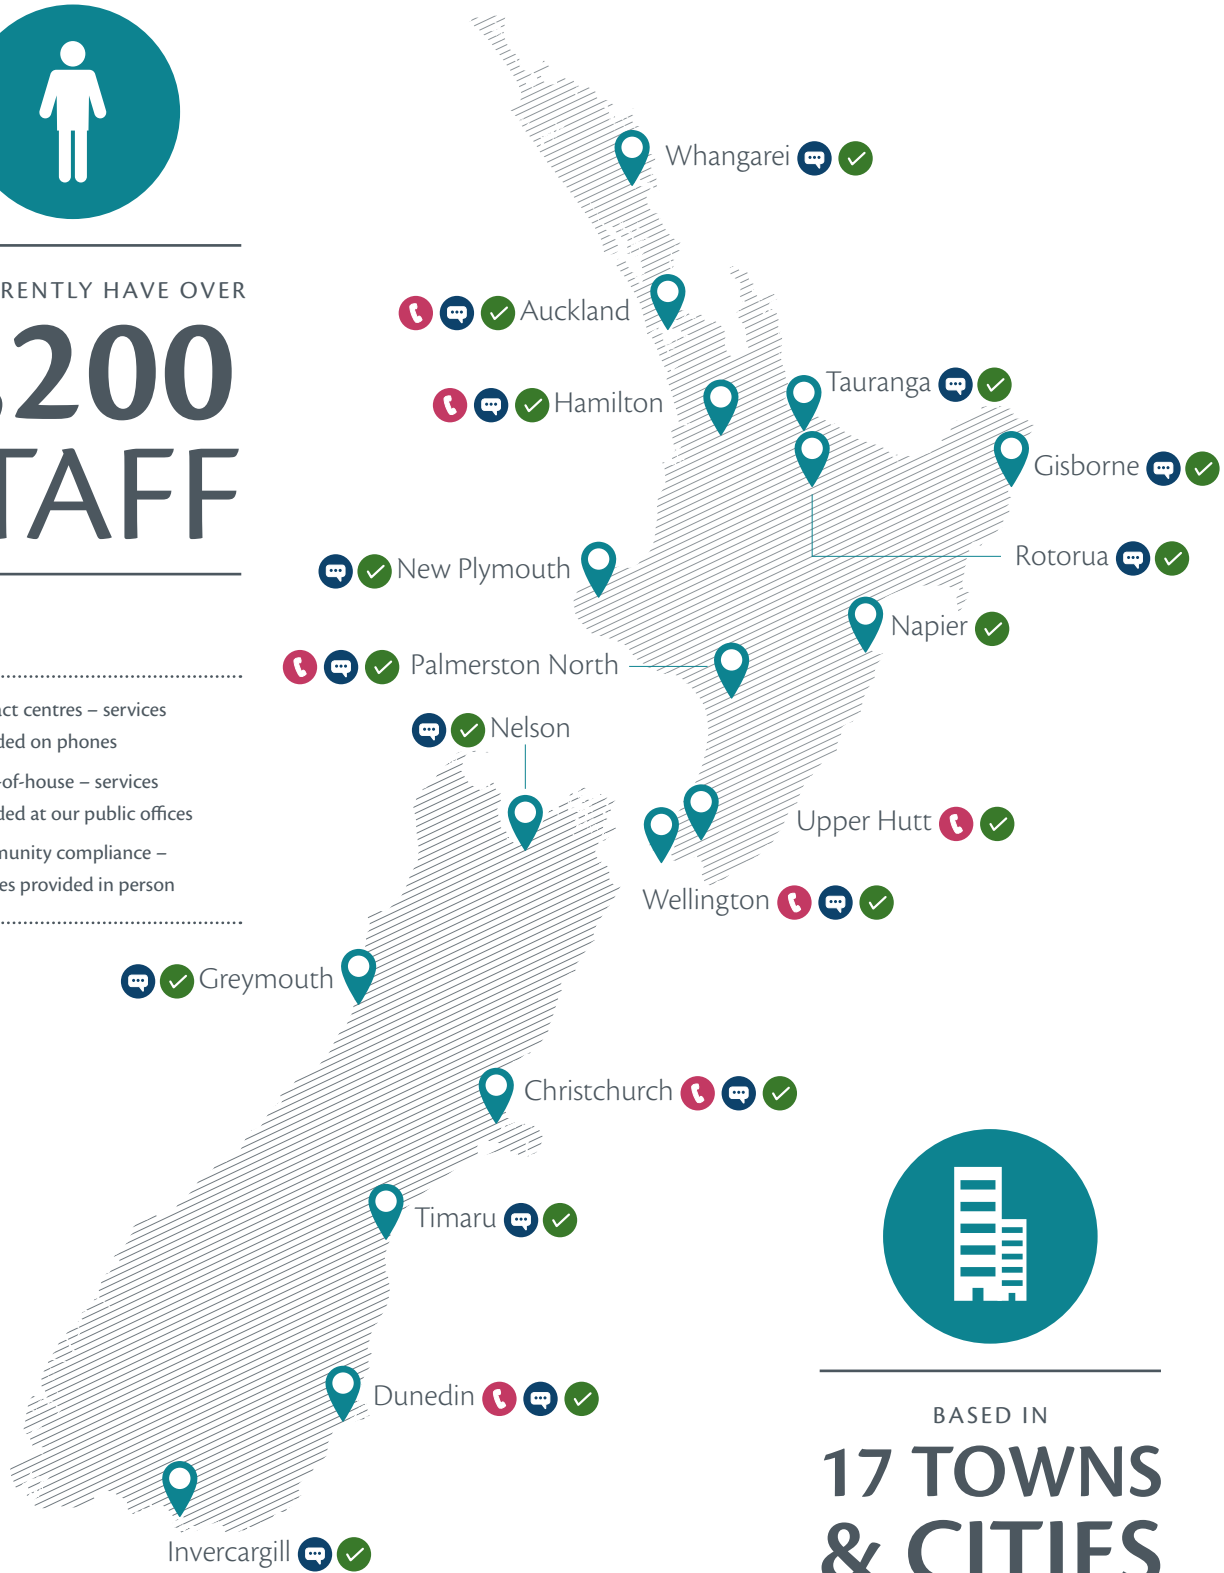 RENTLY HAVE OVER
200
TAFF
act centres – services
ded on phones
-of-house – services
ded at our public offices
munity compliance –
es provided in person
Whangarei
Auckland
Hamilton
Tauranga
Gisborne
Rotorua
New Plymouth
Napier
Palmerston North
Nelson
Upper Hutt
Wellington
Greymouth
Christchurch
Timaru
Dunedin
Invercargill
BASED IN
17 TOWNS
& CITIES